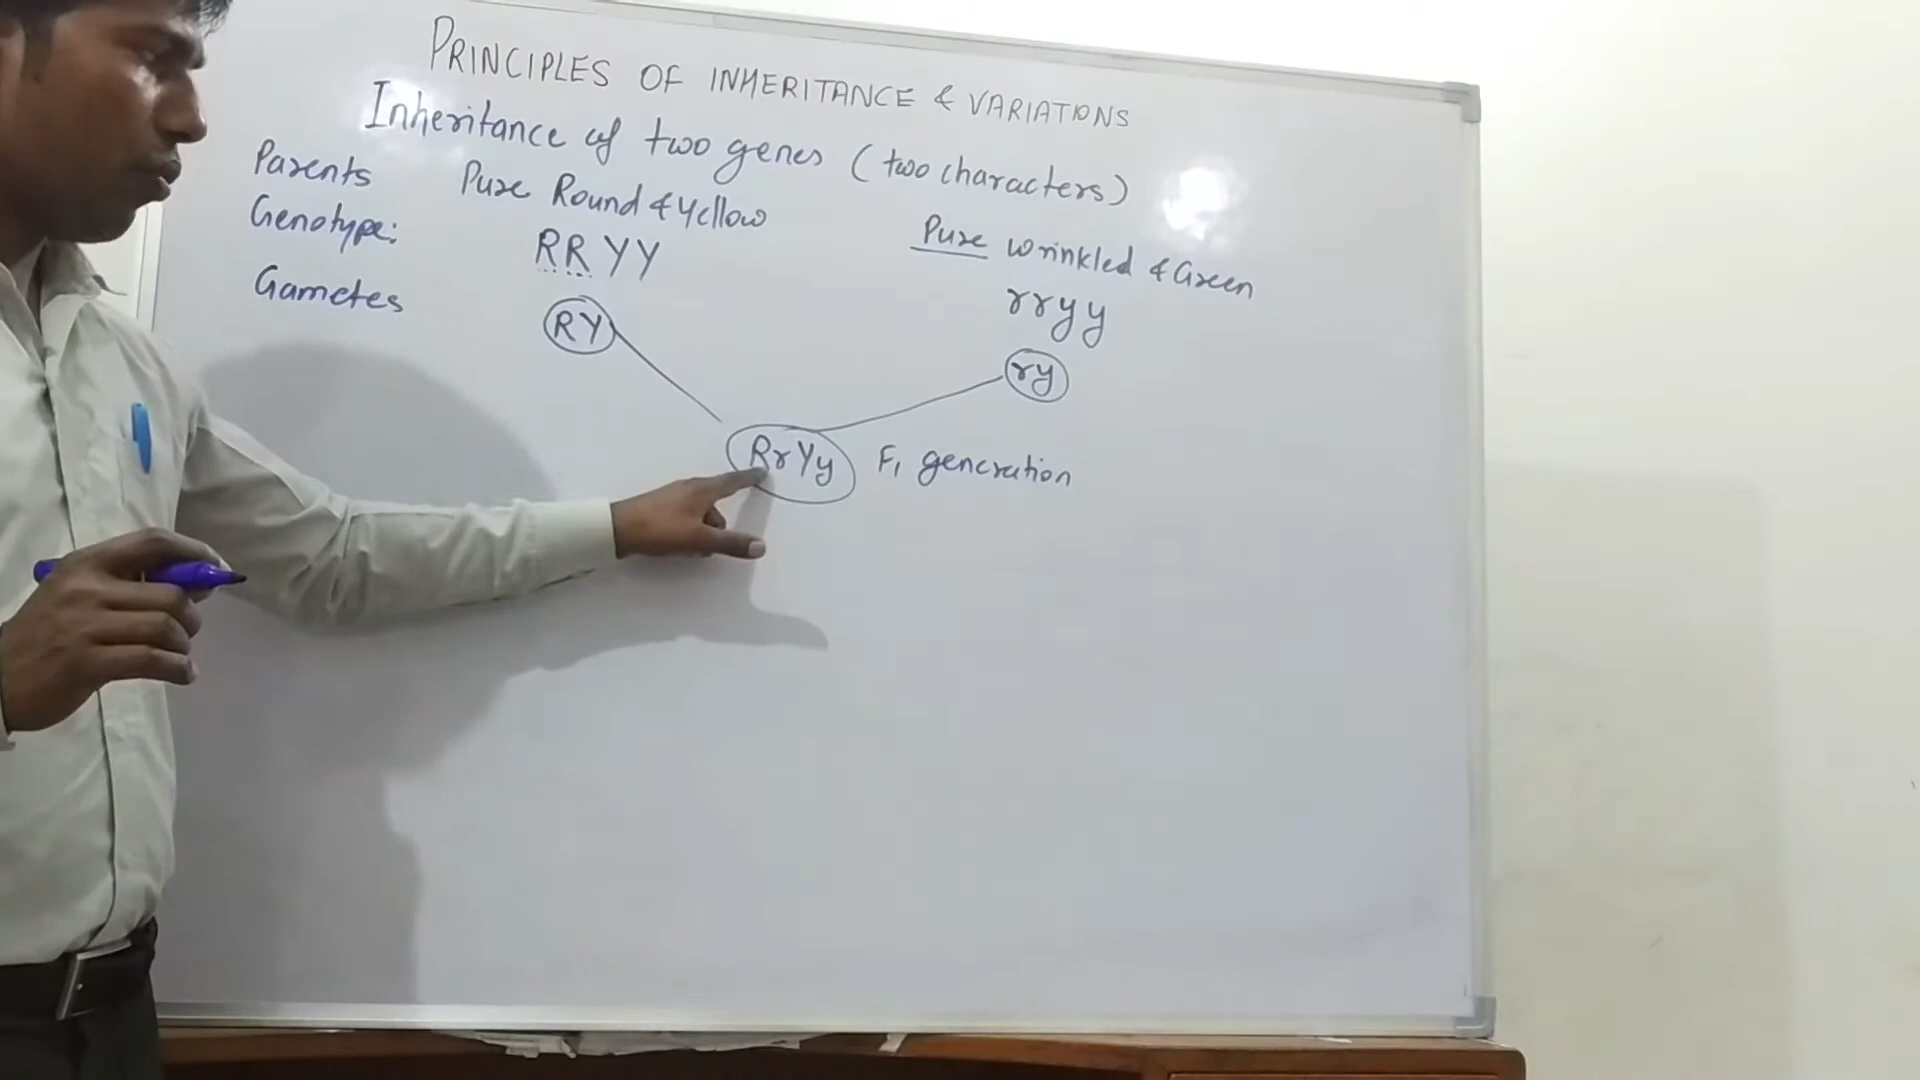 PRINCIPLES OF INHERITANCE & VARIATIONS
Inheritance of two genes (two characters)
Parents Pure Round & Yellow Pure wrinkled & Green
Genotype: RRYY rryy
Gametes RY ry
RrYy F1 generation